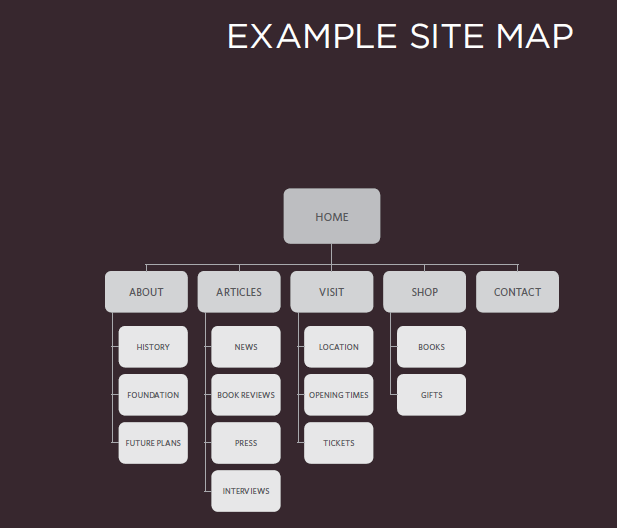 EXAMPLE SITE MAP
HOME
ABOUT
ARTICLES
VISIT
SHOP
CONTACT
HISTORY
NEWS
LOCATION
BOOKS
FOUNDATION
BOOK REVIEWS
OPENING TIMES
GIFTS
FUTURE PLANS
PRESS
TICKETS
INTERVIEWS